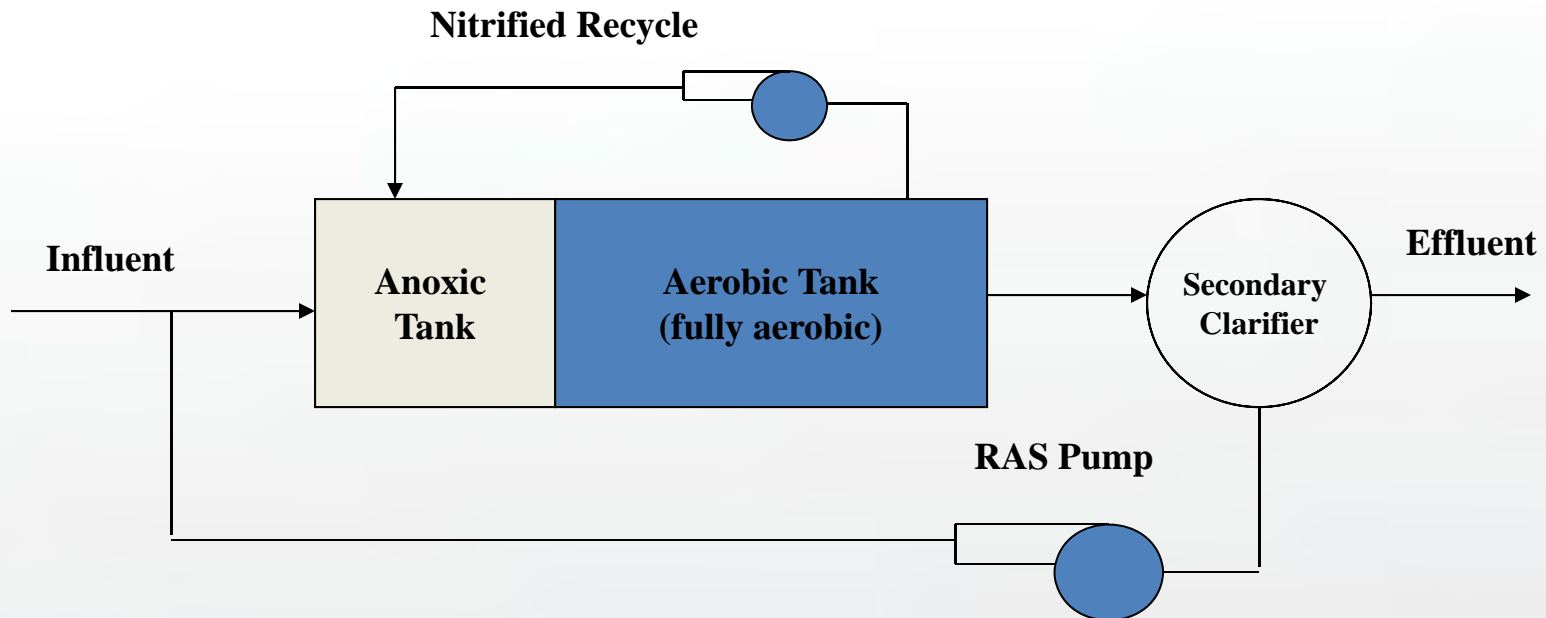 Nitrified Recycle
Influent
Anoxic
Tank
Aerobic Tank
(fully aerobic)
Secondary
Clarifier
Effluent
RAS Pump